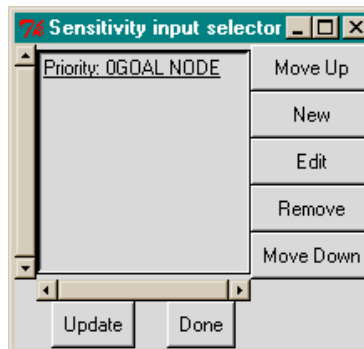 Sensitivity input selector
Priority: 0GOAL NODE
Move Up
New
Edit
Remove
Move Down
Update
Done